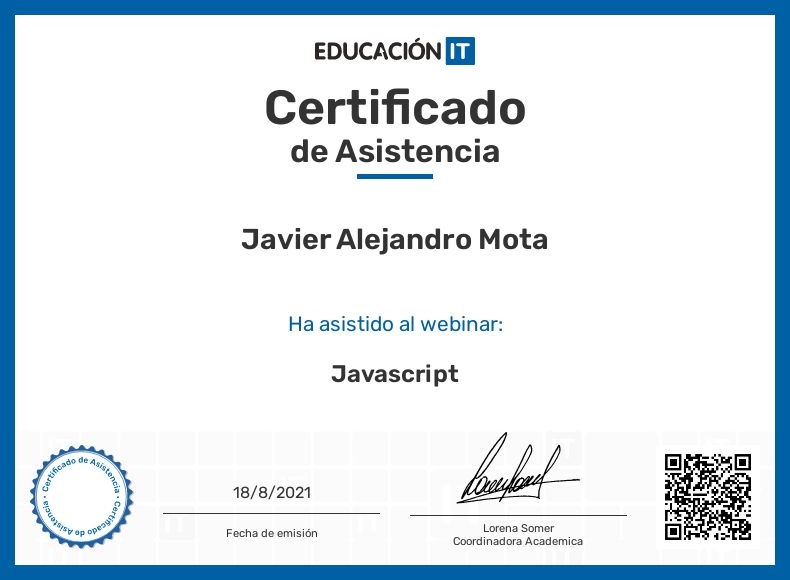 EDUCACIÓN IT
Certificado
de Asistencia
Javier Alejandro Mota
Ha asistido al webinar:
Javascript
Certificado de Asistencia · Certificado de Asistencia ·
18/8/2021
Fecha de emisión
Lorena Somer
Coordinadora Academica